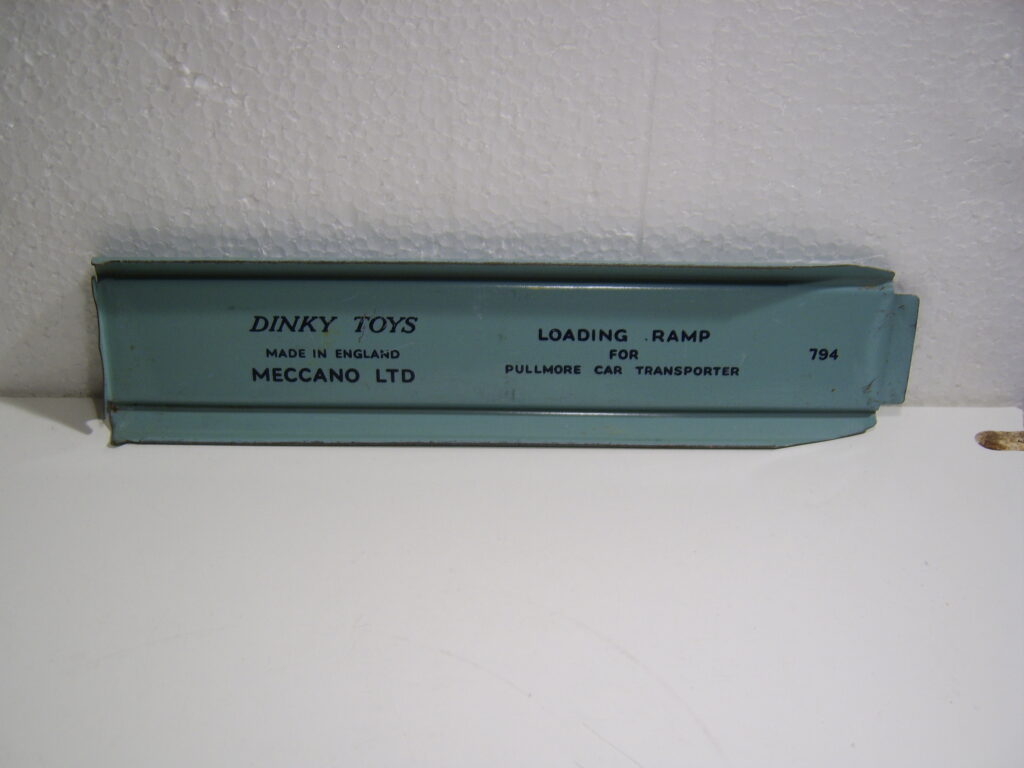 DINKY TOYS
MADE IN ENGLAND
MECCANO LTD
LOADING RAMP
FOR
PULLMORE CAR TRANSPORTER
794